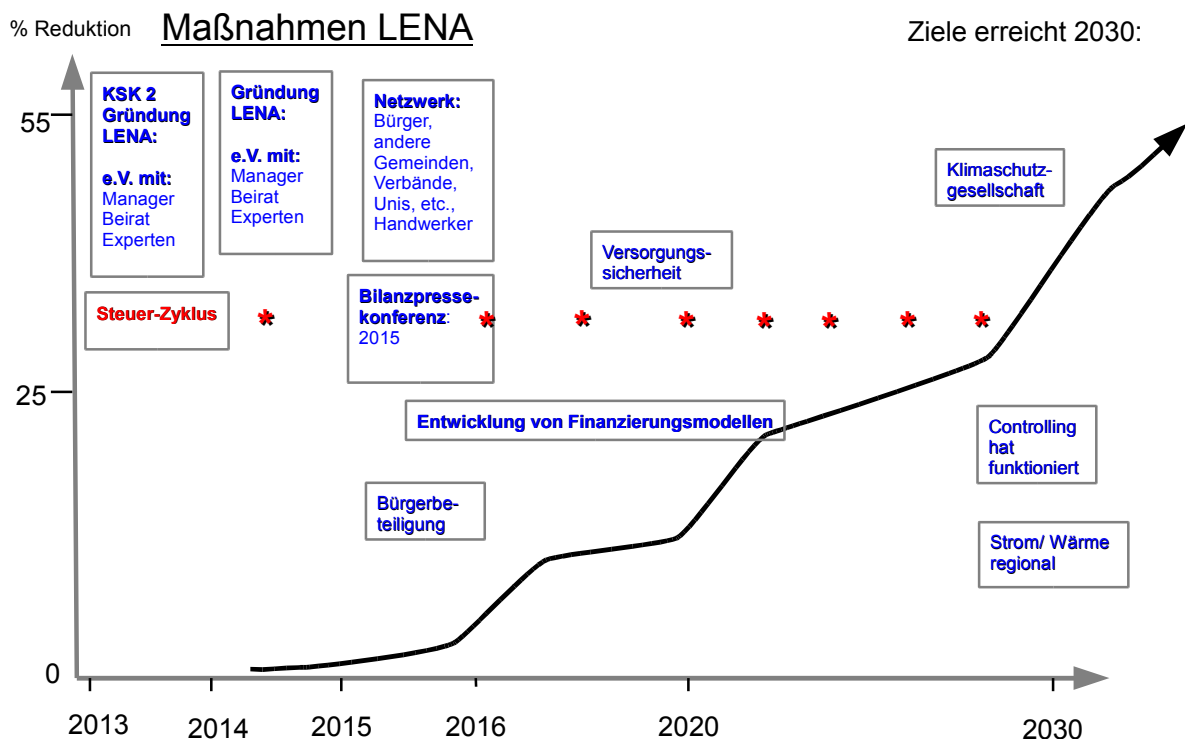 % Reduktion
Maßnahmen LENA
Ziele erreicht 2030:
55
25
0
KSK 2
Gründung
LENA:
e.V. mit:
Manager
Beirat
Experten
Gründung
LENA:
e.V. mit:
Manager
Beirat
Experten
Netzwerk:
Bürger,
andere
Gemeinden,
Verbände,
Unis, etc.,
Handwerker
Klimaschutz-
gesellschaft
Versorgungs-
sicherheit
Steuer-Zyklus
* * * * * * * *
Bilanzpresse-
konferenz:
2015
Entwicklung von Finanzierungsmodellen
Controlling
hat
funktioniert
Bürgerbe-
teiligung
Strom/ Wärme
regional
2013 2014 2015 2016 2020 2030